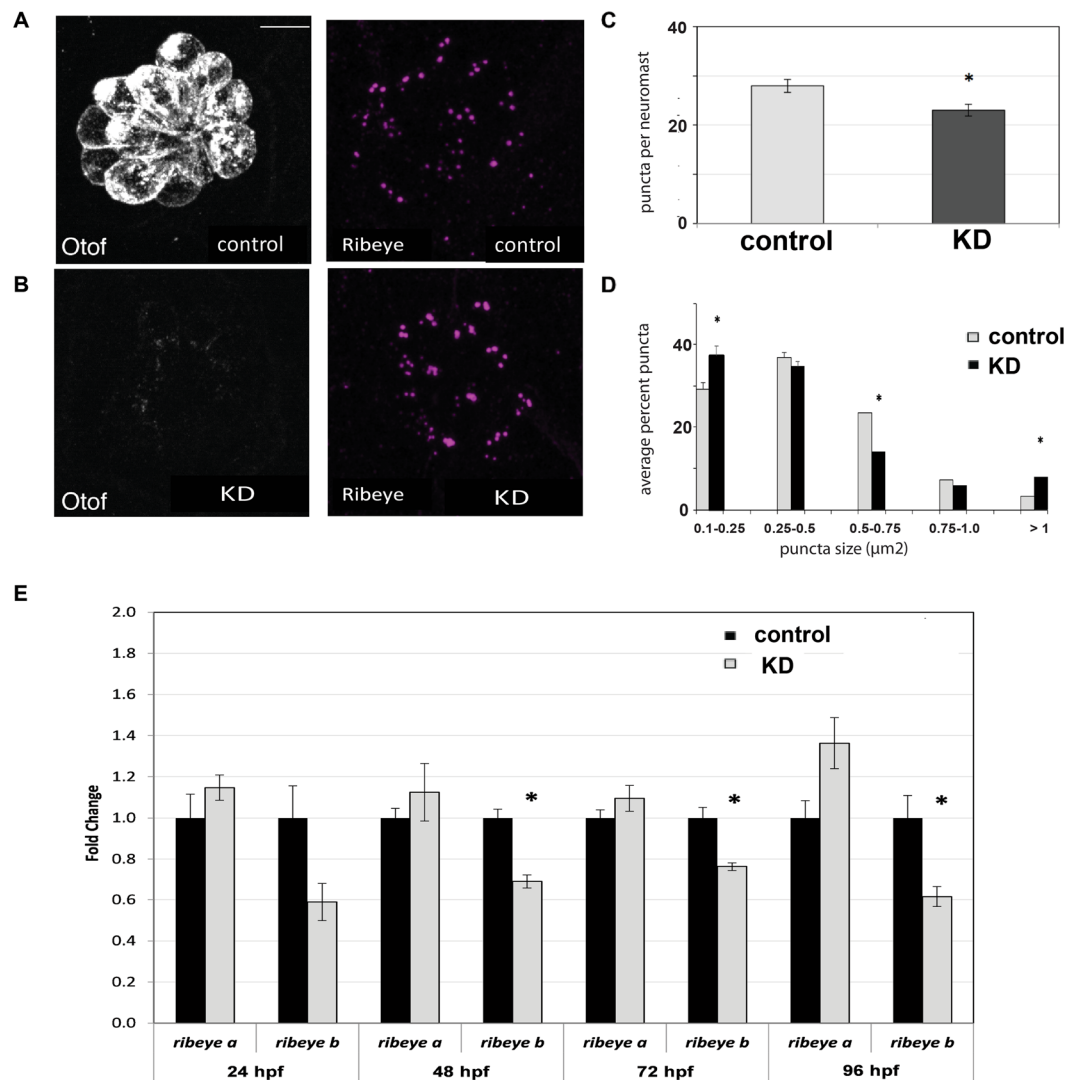 A
Otof
control
Ribeye
control
B
Otof
KD
Ribeye
KD
C
puncta per neuromast
40
20
0
*
control
KD
D
average percent puncta
40
20
0
*
*
*
control
KD
0.1-0.25 0.25-0.5 0.5-0.75 0.75-1.0 > 1
puncta size (µm2)
E
Fold Change
2.0
1.8
1.6
1.4
1.2
1.0
0.8
0.6
0.4
0.2
0.0
control
KD
* * *
ribeye a ribeye b ribeye a ribeye b ribeye a ribeye b ribeye a ribeye b
24 hpf 48 hpf 72 hpf 96 hpf